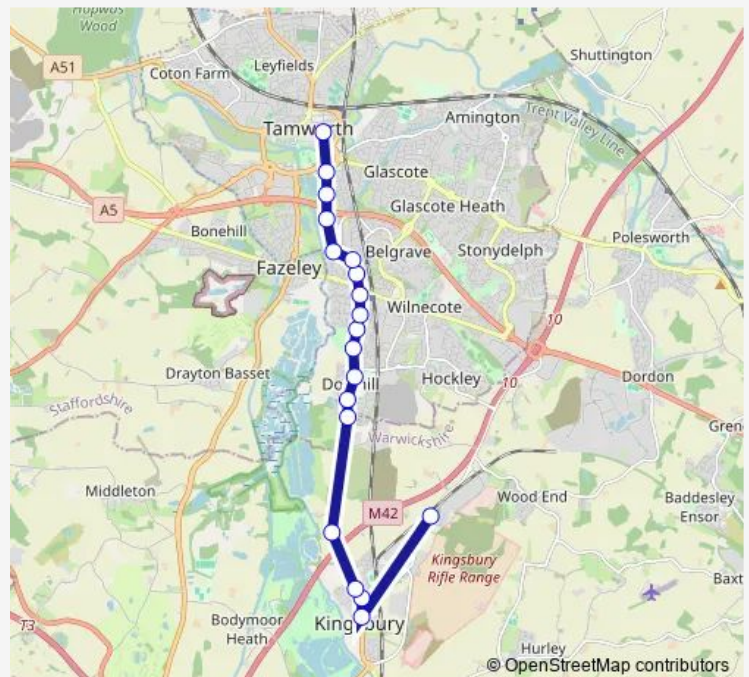 Hopwas
Wood
A51
Coton Farm
Leyfields
Shuttington
Tamworth
Amington
Trent Valley Line
Glascote
A5
Glascote Heath
Bonehill
Belgrave
Stonydelph
Polesworth
Fazeley
Wilnecote
10
Drayton Basset
Hockley
10
Dordon
Staffordshire
Warwickshire
Middleton
Wood End
Baddesley
Ensor
M42
Kingsbury
Rifle Range
Bodymoor
Heath
Kingsbury
T3
Hurley
© OpenStreetMap contributors